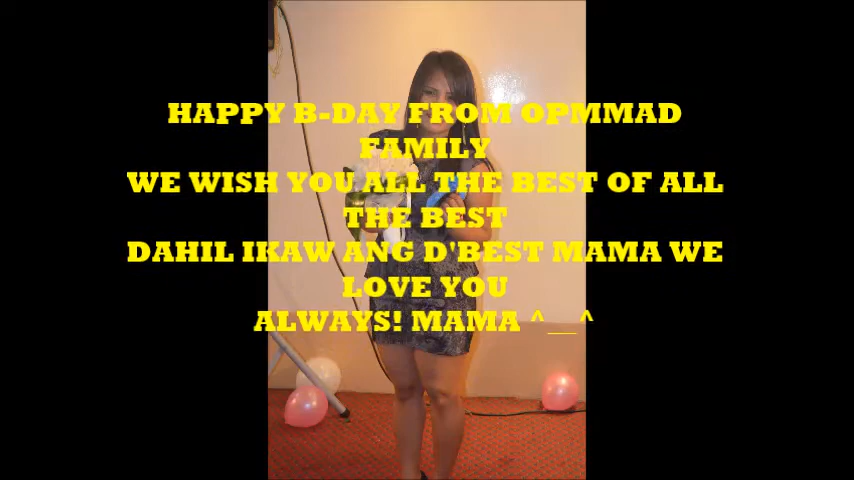 HAPPY B-DAY FROM OPMMAD
FAMILY
WE WISH YOU ALL THE BEST OF ALL
THE BEST
DAHIL IKAW ANG D'BEST MAMA WE
LOVE YOU
ALWAYS! MAMA ^__^